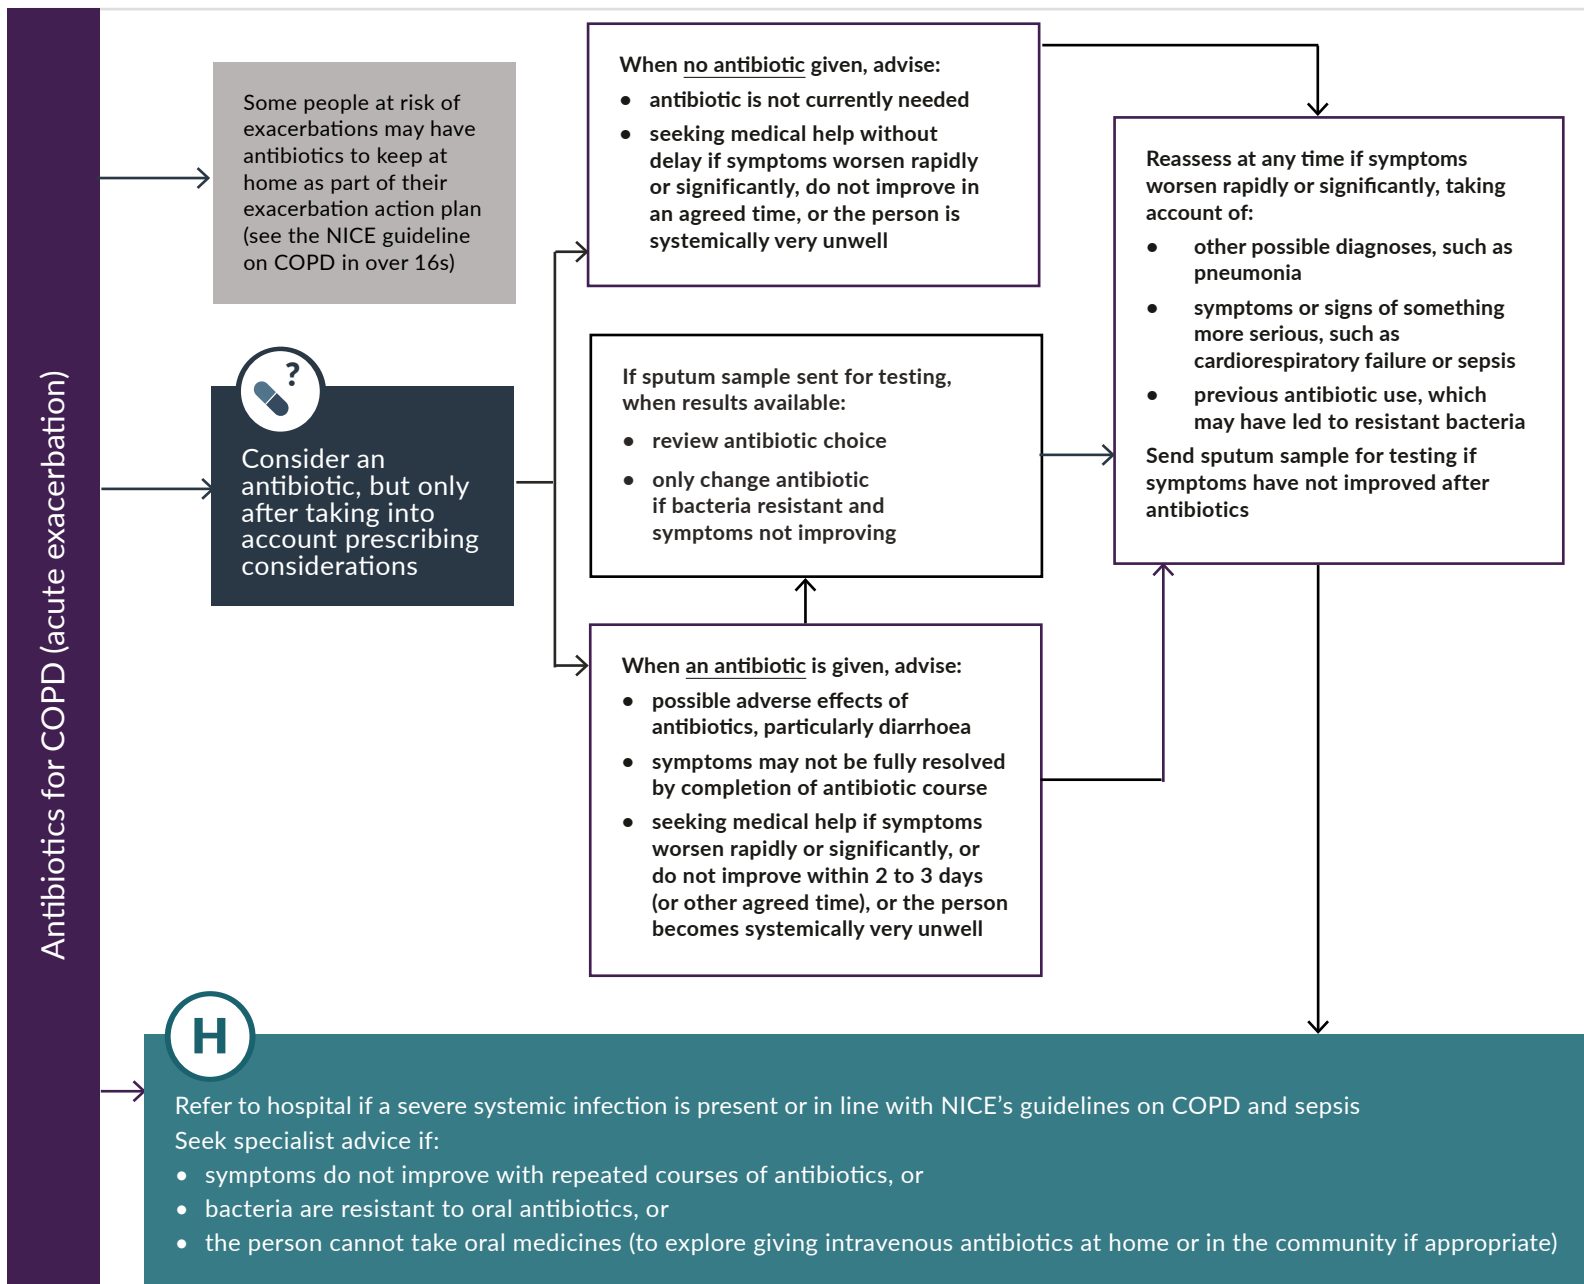 Antibiotics for COPD (acute exacerbation)
Some people at risk of
exacerbations may have
antibiotics to keep at
home as part of their
exacerbation action plan
(see the NICE guideline
on COPD in over 16s)
?
Consider an
antibiotic, but only
after taking into
account prescribing
considerations
When no antibiotic given, advise:
• antibiotic is not currently needed
• seeking medical help without
delay if symptoms worsen rapidly
or significantly, do not improve in
an agreed time, or the person is
systemically very unwell
If sputum sample sent for testing,
when results available:
• review antibiotic choice
• only change antibiotic
if bacteria resistant and
symptoms not improving
When an antibiotic is given, advise:
• possible adverse effects of
antibiotics, particularly diarrhoea
• symptoms may not be fully resolved
by completion of antibiotic course
• seeking medical help if symptoms
worsen rapidly or significantly, or
do not improve within 2 to 3 days
(or other agreed time), or the person
becomes systemically very unwell
Reassess at any time if symptoms
worsen rapidly or significantly, taking
account of:
• other possible diagnoses, such as
pneumonia
• symptoms or signs of something
more serious, such as
cardiorespiratory failure or sepsis
• previous antibiotic use, which
may have led to resistant bacteria
Send sputum sample for testing if
symptoms have not improved after
antibiotics
H
Refer to hospital if a severe systemic infection is present or in line with NICE’s guidelines on COPD and sepsis
Seek specialist advice if:
• symptoms do not improve with repeated courses of antibiotics, or
• bacteria are resistant to oral antibiotics, or
• the person cannot take oral medicines (to explore giving intravenous antibiotics at home or in the community if appropriate)